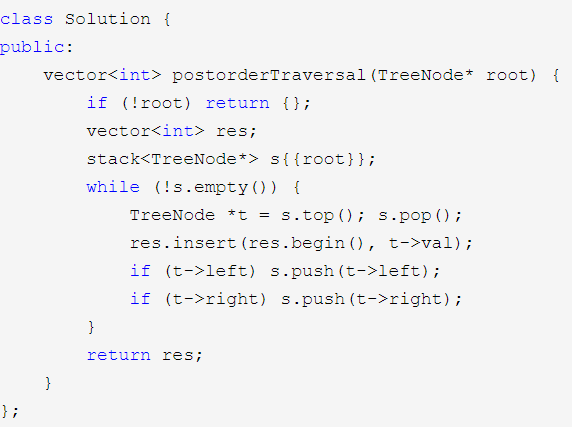 class Solution {
public:
    vector<int> postorderTraversal(TreeNode* root) {
        if (!root) return {};
        vector<int> res;
        stack<TreeNode*> s{{root}};
        while (!s.empty()) {
            TreeNode *t = s.top(); s.pop();
            res.insert(res.begin(), t->val);
            if (t->left) s.push(t->left);
            if (t->right) s.push(t->right);
        }
        return res;
    }
};